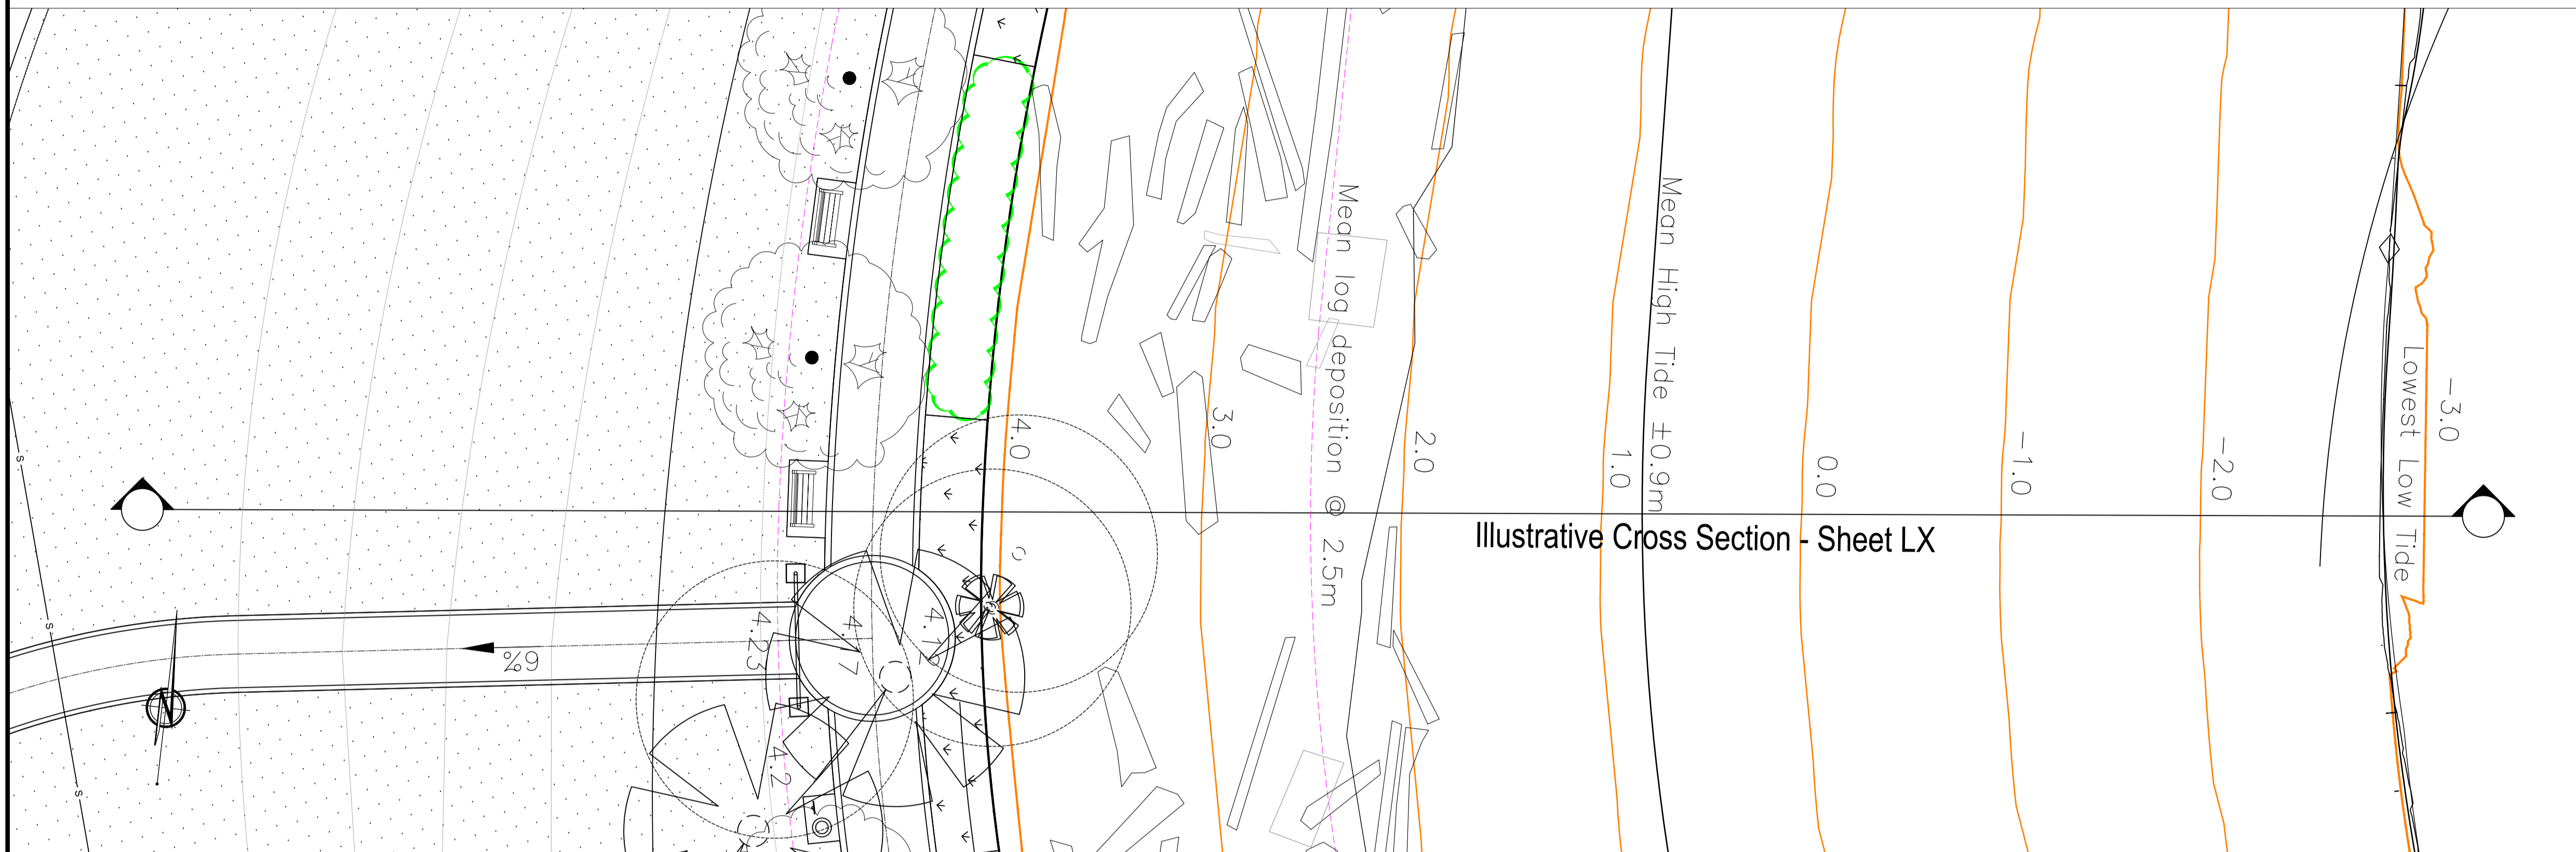 Mean log deposition @ 2.5m
Mean High Tide ±0.9m
Lowest Low Tide
4.0
3.0
2.0
1.0
0.0
-1.0
-2.0
-3.0
Illustrative Cross Section - Sheet LX
s
s
s
6%
4.23
4.2
N